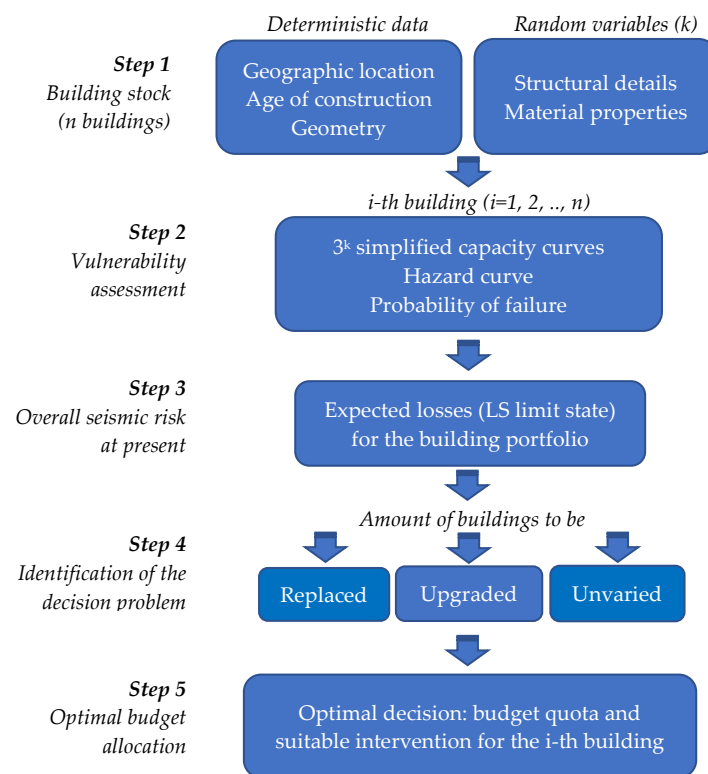 Deterministic data
Random variables (k)
Step 1
Building stock
(n buildings)
Geographic location
Age of construction
Geometry
Structural details
Material properties
i-th building (i=1, 2, .., n)
Step 2
Vulnerability
assessment
3ᵏ simplified capacity curves
Hazard curve
Probability of failure
Step 3
Overall seismic risk
at present
Expected losses (LS limit state)
for the building portfolio
Amount of buildings to be
Step 4
Identification of the
decision problem
Replaced
Upgraded
Unvaried
Step 5
Optimal budget
allocation
Optimal decision: budget quota and
suitable intervention for the i-th building